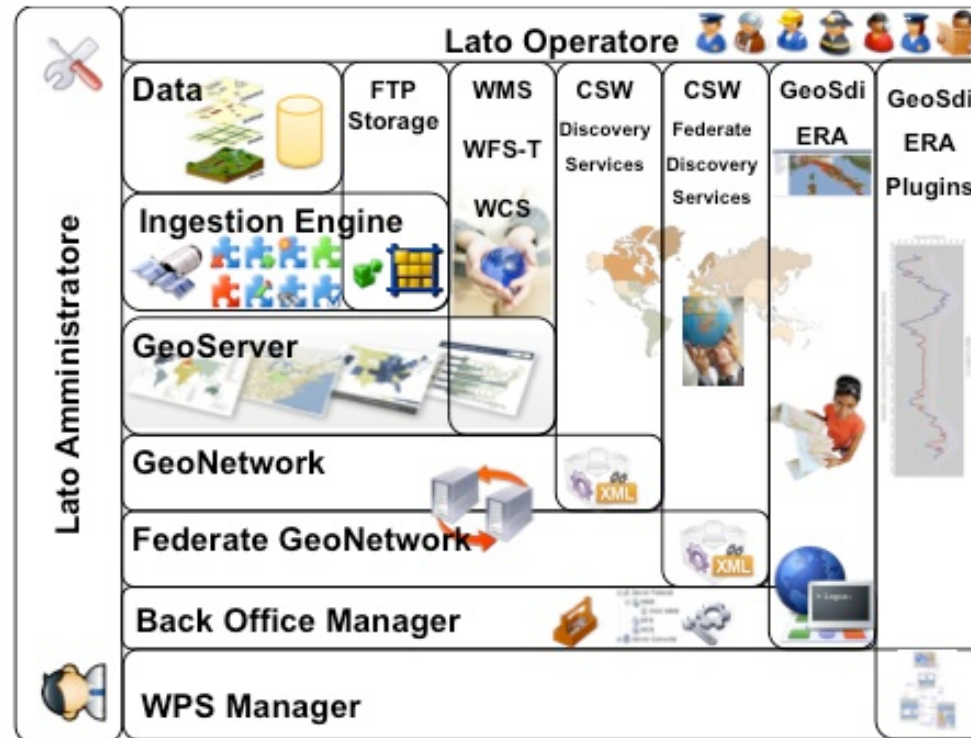 Lato Operatore
Lato Amministratore
Data
FTP
Storage
WMS
WFS-T
WCS
CSW
Discovery
Services
CSW
Federate
Discovery
Services
GeoSdi
ERA
GeoSdi
ERA
Plugins
Ingestion Engine
GeoServer
GeoNetwork
XML
Federate GeoNetwork
XML
Back Office Manager
> Login:
WPS Manager